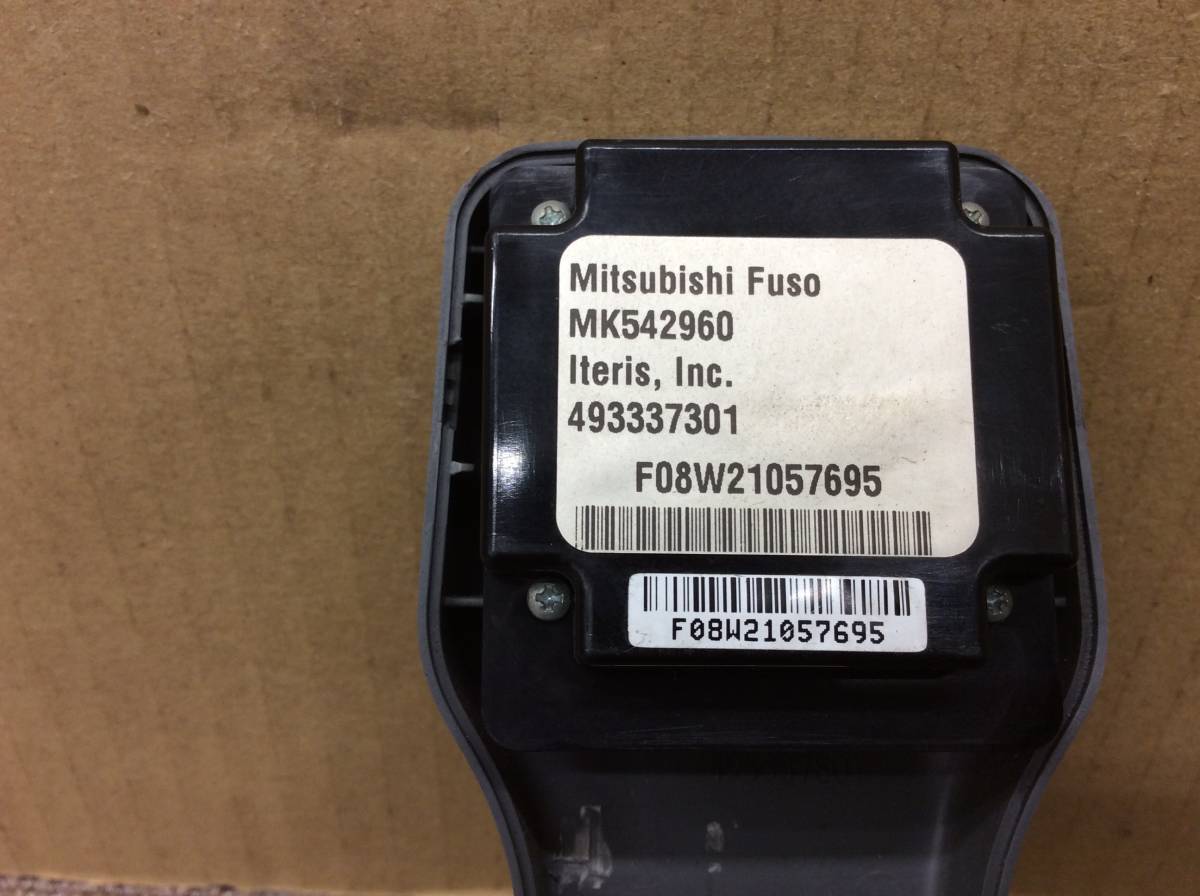 Mitsubishi Fuso
MK542960
Iteris, Inc.
493337301
F08W21057695
F08W21057695